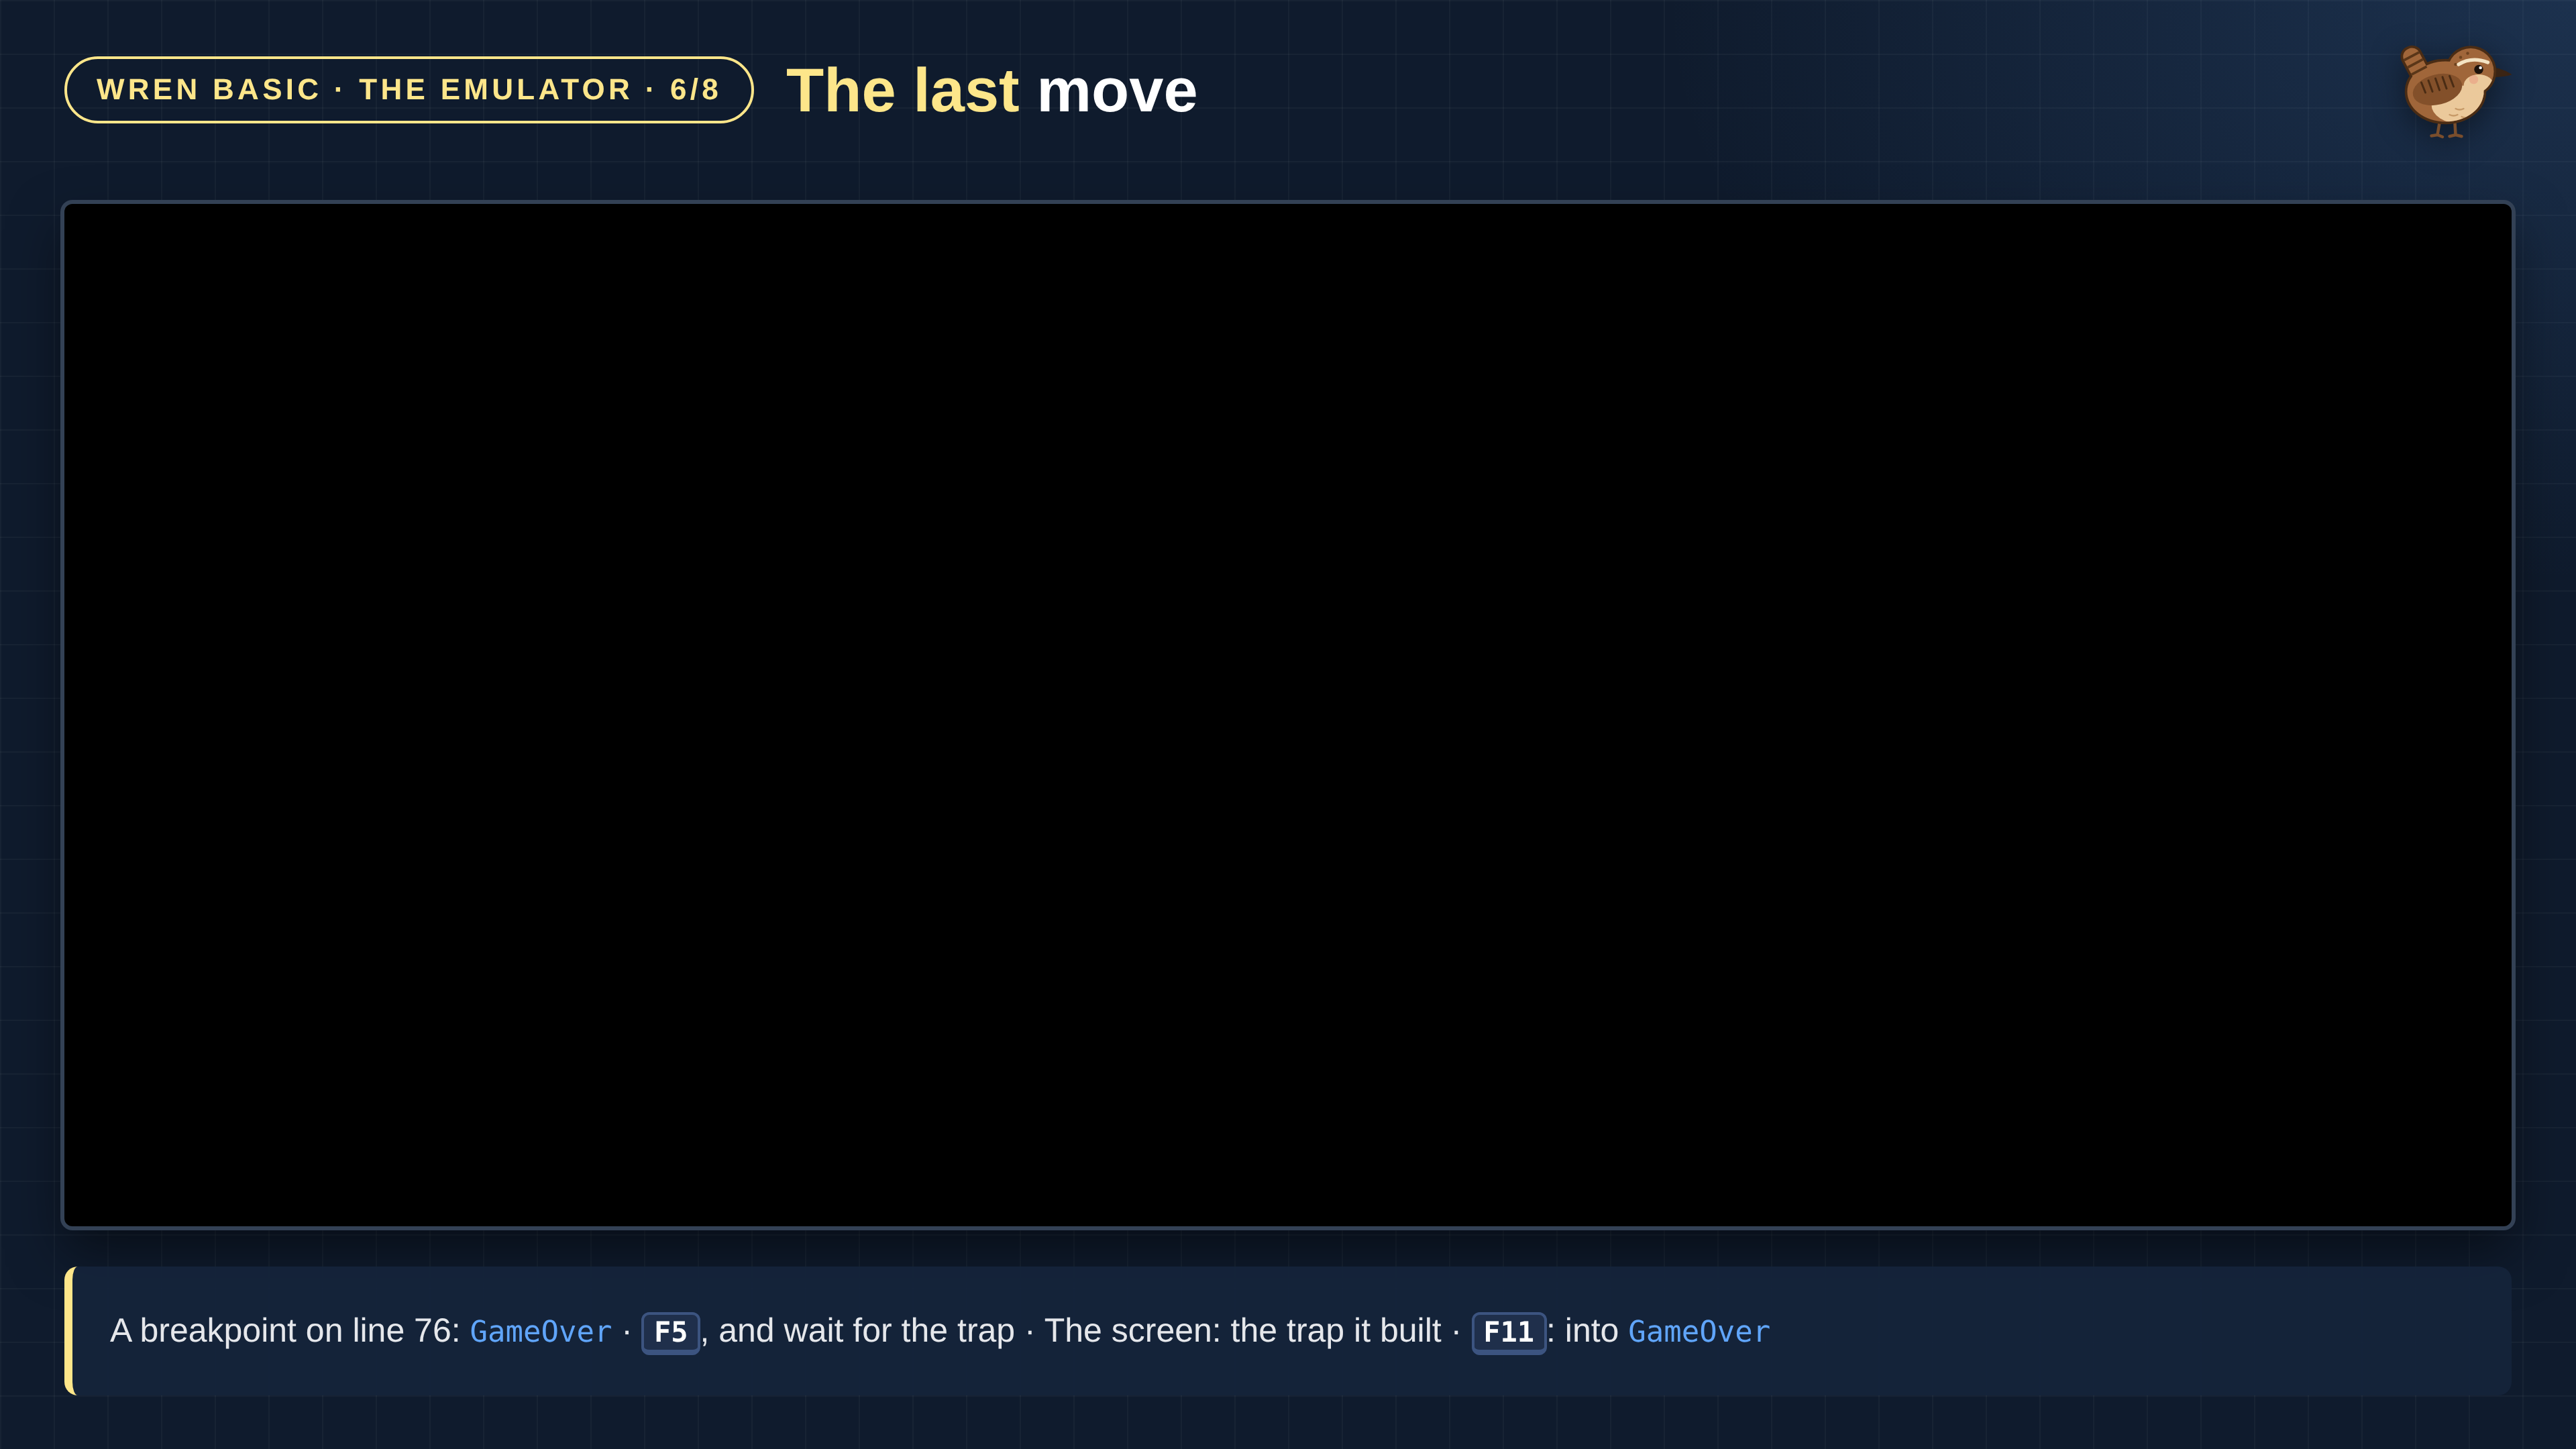 WREN BASIC · THE EMULATOR · 6/8
The last move
A breakpoint on line 76: GameOver · F5, and wait for the trap · The screen: the trap it built · F11: into GameOver